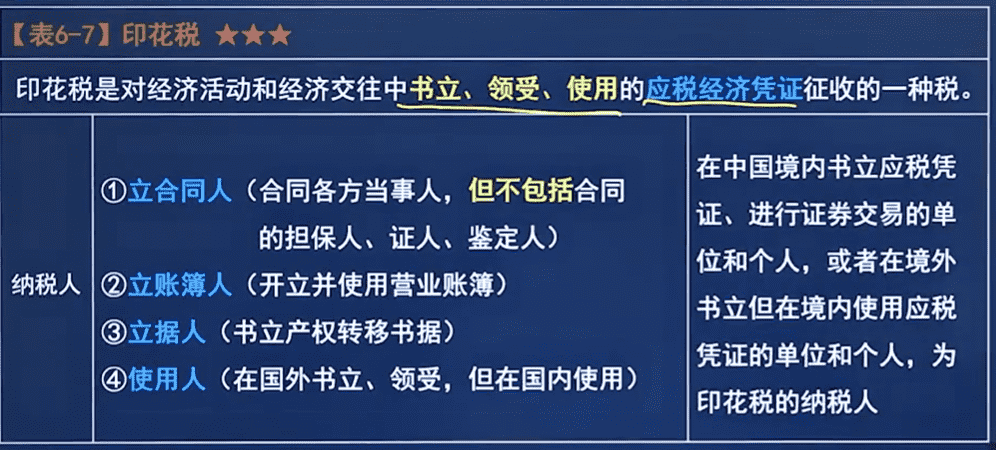 【表6-7】印花税 ★★★
印花税是对经济活动和经济交往中书立、领受、使用的应税经济凭证征收的一种税。
纳税人
①立合同人（合同各方当事人，但不包括合同
的担保人、证人、鉴定人）
②立账簿人（开立并使用营业账簿）
③立据人（书立产权转移书据）
④使用人（在国外书立、领受，但在国内使用）
在中国境内书立应税凭
证、进行证券交易的单
位和个人，或者在境外
书立但在境内使用应税
凭证的单位和个人，为
印花税的纳税人